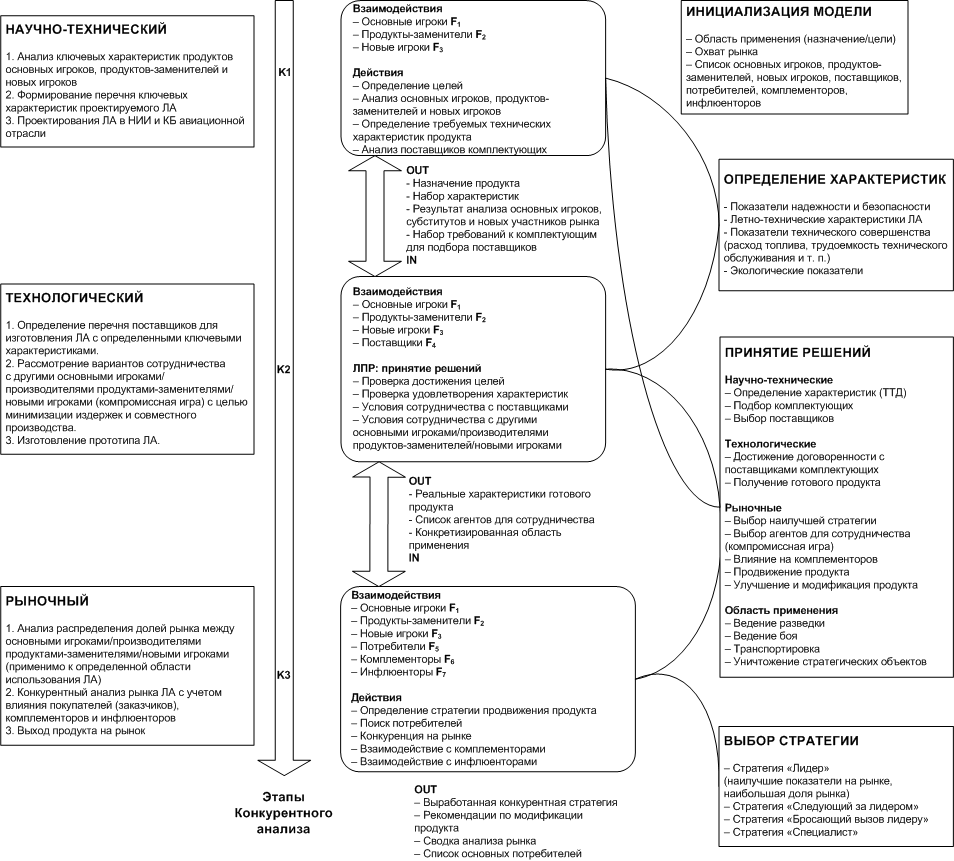 НАУЧНО-ТЕХНИЧЕСКИЙ
1. Анализ ключевых характеристик продуктов
основных игроков, продуктов-заменителей и
новых игроков
2. Формирование перечня ключевых
характеристик проектируемого ЛА
3. Проектирования ЛА в НИИ и КБ авиационной
отрасли
ТЕХНОЛОГИЧЕСКИЙ
1. Определение перечня поставщиков для
изготовления ЛА с определенными ключевыми
характеристиками.
2. Рассмотрение вариантов сотрудничества
с другими основными игроками/
производителями продуктами-заменителями/
новыми игроками (компромиссная игра) с целью
минимизации издержек и совместного
производства.
3. Изготовление прототипа ЛА.
РЫНОЧНЫЙ
1. Анализ распределения долей рынка между
основными игроками/производителями
продуктами-заменителями/новыми игроками
(применимо к определенной области
использования ЛА)
2. Конкурентный анализ рынка ЛА с учетом
влияния покупателей (заказчиков),
комплементоров и инфлюенторов
3. Выход продукта на рынок
К1
К2
К3
Этапы
Конкурентного
анализа
Взаимодействия
– Основные игроки F1
– Продукты-заменители F2
– Новые игроки F3
Действия
– Определение целей
– Анализ основных игроков, продуктов-
заменителей и новых игроков
– Определение требуемых технических
характеристик продукта
– Анализ поставщиков комплектующих
OUT
- Назначение продукта
- Набор характеристик
- Результат анализа основных игроков,
субститутов и новых участников рынка
- Набор требований к комплектующим
для подбора поставщиков
IN
Взаимодействия
– Основные игроки F1
– Продукты-заменители F2
– Новые игроки F3
– Поставщики F4
ЛПР: принятие решений
– Проверка достижения целей
– Проверка удовлетворения характеристик
– Условия сотрудничества с поставщиками
– Условия сотрудничества с другими
основными игроками/производителями
продуктов-заменителей/новыми игроками
OUT
- Реальные характеристики готового
продукта
- Список агентов для сотрудничества
- Конкретизированная область
применения
IN
Взаимодействия
– Основные игроки F1
– Продукты-заменители F2
– Новые игроки F3
– Потребители F5
– Комплементоры F6
– Инфлюенторы F7
Действия
– Определение стратегии продвижения продукта
– Поиск потребителей
– Конкуренция на рынке
– Взаимодействие с комплементорами
– Взаимодействие с инфлюенторами
OUT
– Выработанная конкурентная стратегия
– Рекомендации по модификации
продукта
– Сводка анализа рынка
– Список основных потребителей
ИНИЦИАЛИЗАЦИЯ МОДЕЛИ
– Область применения (назначение/цели)
– Охват рынка
– Список основных игроков, продуктов-
заменителей, новых игроков, поставщиков,
потребителей, комплементоров,
инфлюенторов
ОПРЕДЕЛЕНИЕ ХАРАКТЕРИСТИК
- Показатели надежности и безопасности
- Летно-технические характеристики ЛА
- Показатели технического совершенства
(расход топлива, трудоемкость технического
обслуживания и т. п.)
- Экологические показатели
ПРИНЯТИЕ РЕШЕНИЙ
Научно-технические
– Определение характеристик (ТТД)
– Подбор комплектующих
– Выбор поставщиков
Технологические
– Достижение договоренности с
поставщиками комплектующих
– Получение готового продукта
Рыночные
– Выбор наилучшей стратегии
– Выбор агентов для сотрудничества
(компромиссная игра)
– Влияние на комплементоров
– Продвижение продукта
– Улучшение и модификация продукта
Область применения
– Ведение разведки
– Ведение боя
– Транспортировка
– Уничтожение стратегических объектов
ВЫБОР СТРАТЕГИИ
– Стратегия «Лидер»
(наилучшие показатели на рынке,
наибольшая доля рынка)
– Стратегия «Следующий за лидером»
– Стратегия «Бросающий вызов лидеру»
– Стратегия «Специалист»